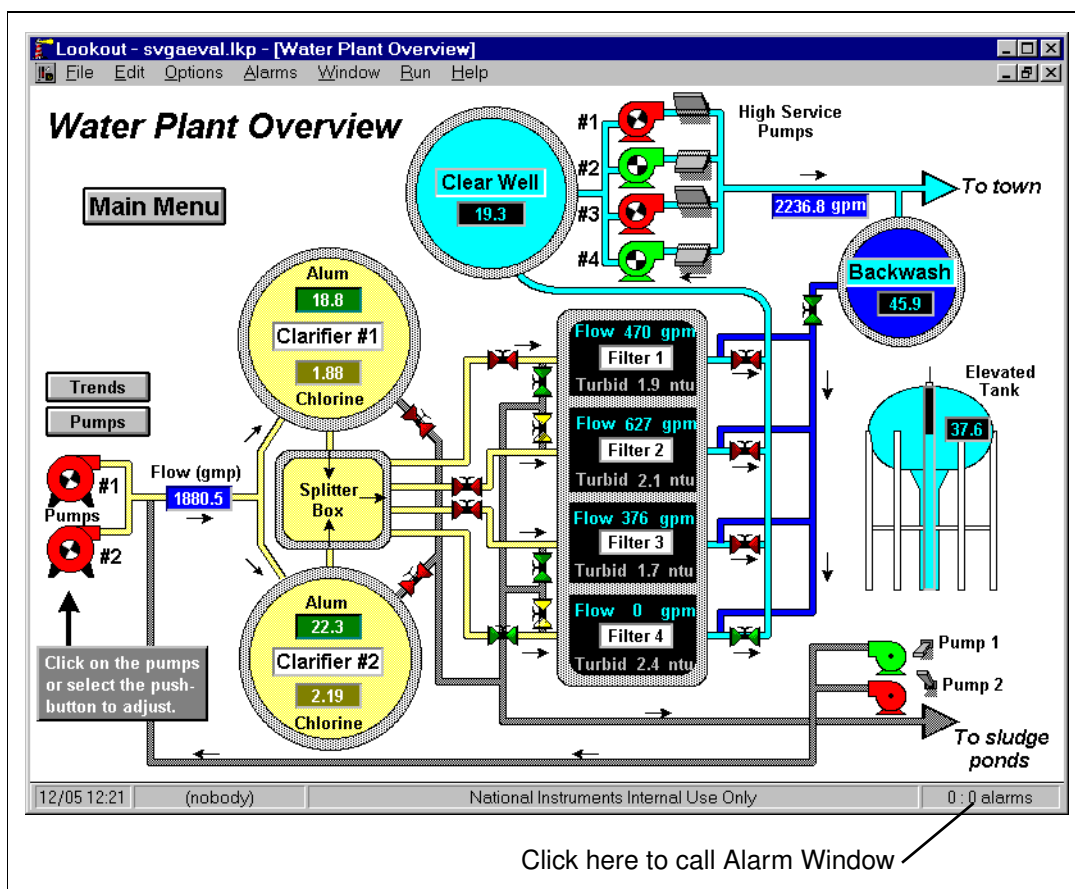 Lookout - svgaeval.lkp - [Water Plant Overview]
File Edit Options Alarms Window Run Help
Water Plant Overview
Main Menu
Clear Well
19.3
#1
#2
#3
#4
High Service
Pumps
2236.8 gpm
To town
Backwash
45.9
Alum
18.8
Clarifier #1
1.88
Chlorine
Trends
Pumps
#1
Pumps
#2
Flow (gmp)
1880.5
Splitter
Box
Flow 470 gpm
Filter 1
Turbid 1.9 ntu
Flow 627 gpm
Filter 2
Turbid 2.1 ntu
Flow 376 gpm
Filter 3
Turbid 1.7 ntu
Flow 0 gpm
Filter 4
Turbid 2.4 ntu
Elevated
Tank
37.6
Alum
22.3
Clarifier #2
2.19
Chlorine
Click on the pumps
or select the push-
button to adjust.
Pump 1
Pump 2
To sludge
ponds
12/05 12:21 (nobody) National Instruments Internal Use Only 0 : 0 alarms
Click here to call Alarm Window